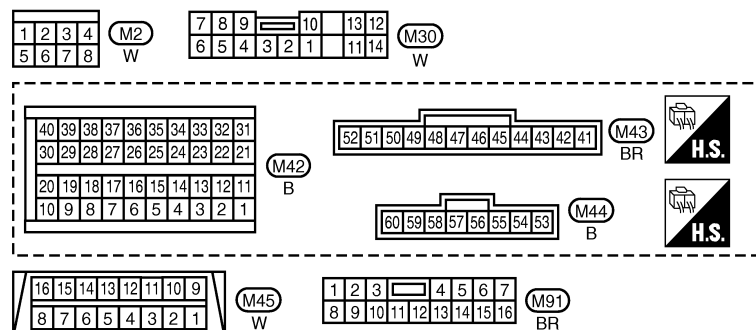 1 2 3 4
5 6 7 8
M2
W
7 8 9 10 13 12
6 5 4 3 2 1 11 14
M30
W
40 39 38 37 36 35 34 33 32 31
30 29 28 27 26 25 24 23 22 21
20 19 18 17 16 15 14 13 12 11
10 9 8 7 6 5 4 3 2 1
M42
B
52 51 50 49 48 47 46 45 44 43 42 41
M43
BR
H.S.
60 59 58 57 56 55 54 53
M44
B
H.S.
16 15 14 13 12 11 10 9
8 7 6 5 4 3 2 1
M45
W
1 2 3 4 5 6 7
8 9 10 11 12 13 14 15 16
M91
BR